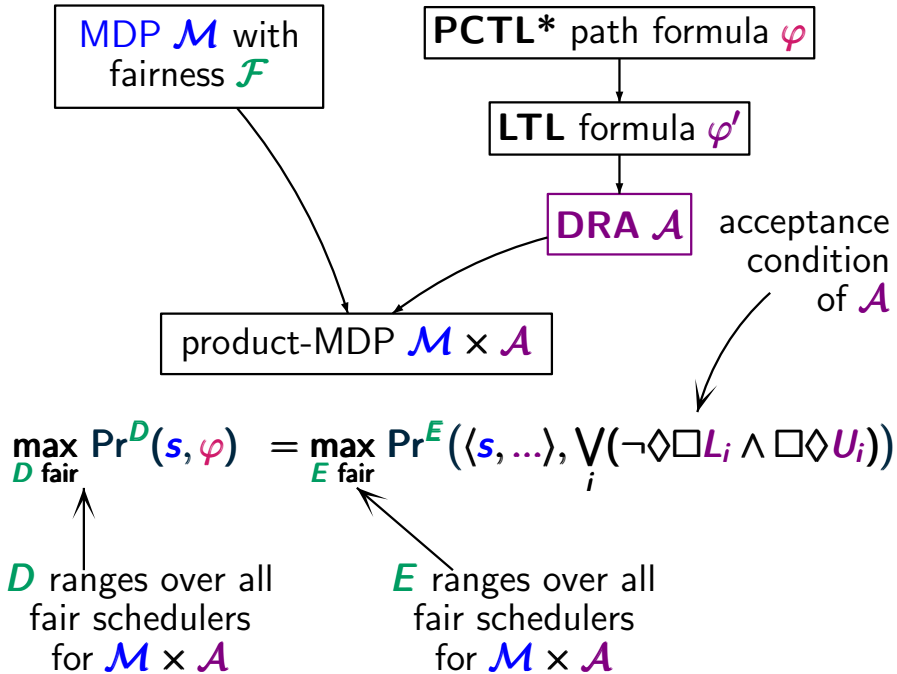 MDP 𝓜 with
fairness 𝓕
PCTL* path formula φ
LTL formula φ′
DRA 𝓐
acceptance
condition
of 𝓐
product-MDP 𝓜 × 𝓐
max Pr^D(s, φ) = max Pr^E(⟨s, ...⟩, ⋁(¬◊□L_i ∧ □◊U_i))
D fair E fair i
D ranges over all
fair schedulers
for 𝓜 × 𝓐
E ranges over all
fair schedulers
for 𝓜 × 𝓐